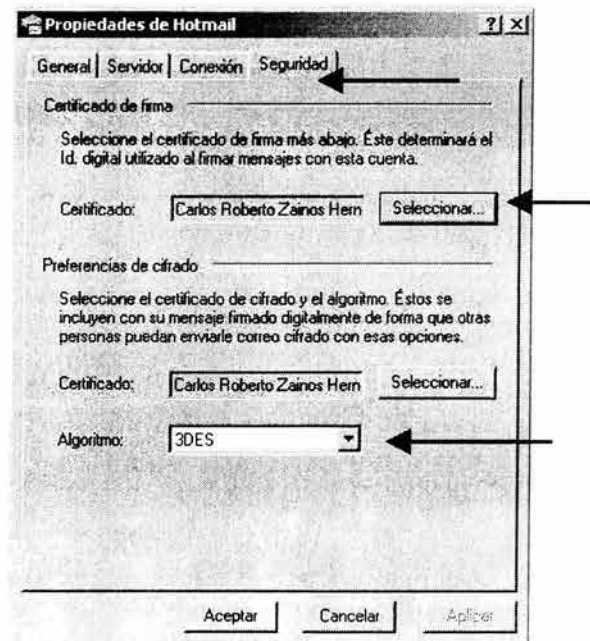 Propiedades de Hotmail ? X
General Servidor Conexión Seguridad
Certificado de firma
Seleccione el certificado de firma más abajo. Éste determinará el
Id. digital utilizado al firmar mensajes con esta cuenta.
Certificado: Carlos Roberto Zainos Hern Seleccionar...
Preferencias de cifrado
Seleccione el certificado de cifrado y el algoritmo. Éstos se
incluyen con su mensaje firmado digitalmente de forma que otras
personas puedan enviarle correo cifrado con esas opciones.
Certificado: Carlos Roberto Zainos Hern Seleccionar...
Algoritmo: 3DES
Aceptar Cancelar Aplicar